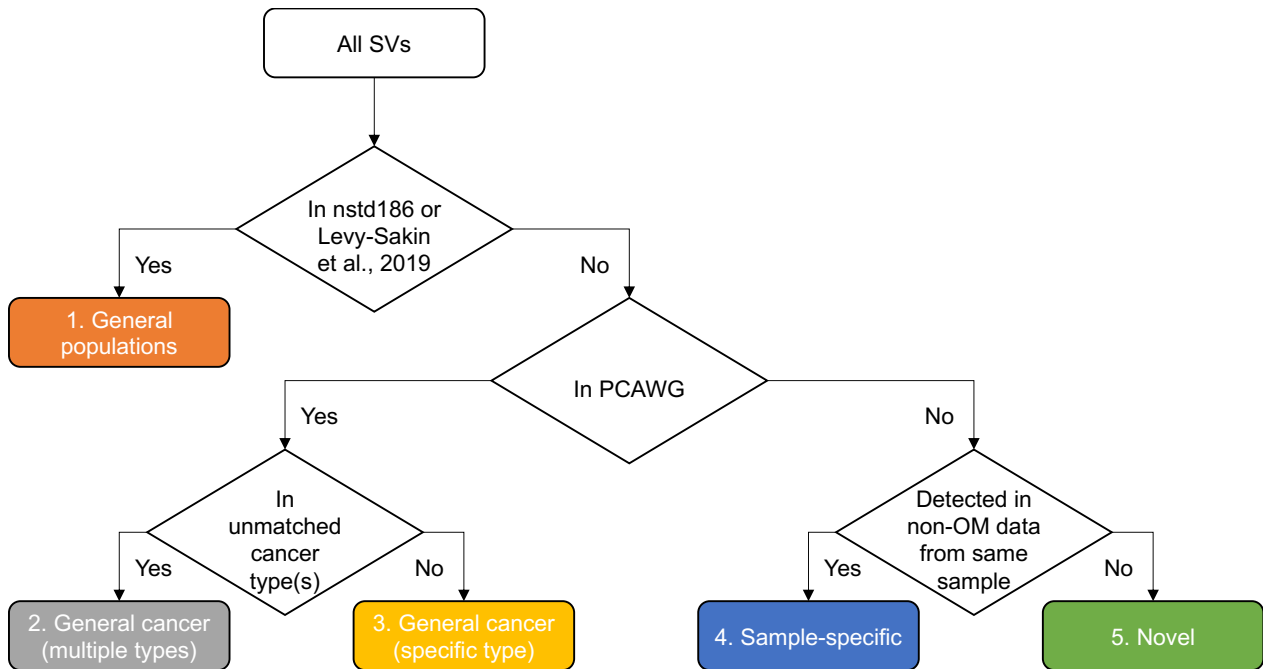 All SVs
In nstd186 or
Levy-Sakin
et al., 2019
Yes
No
1. General
populations
In PCAWG
Yes
No
In
unmatched
cancer
type(s)
Detected in
non-OM data
from same
sample
Yes
No
Yes
No
2. General cancer
(multiple types)
3. General cancer
(specific type)
4. Sample-specific
5. Novel